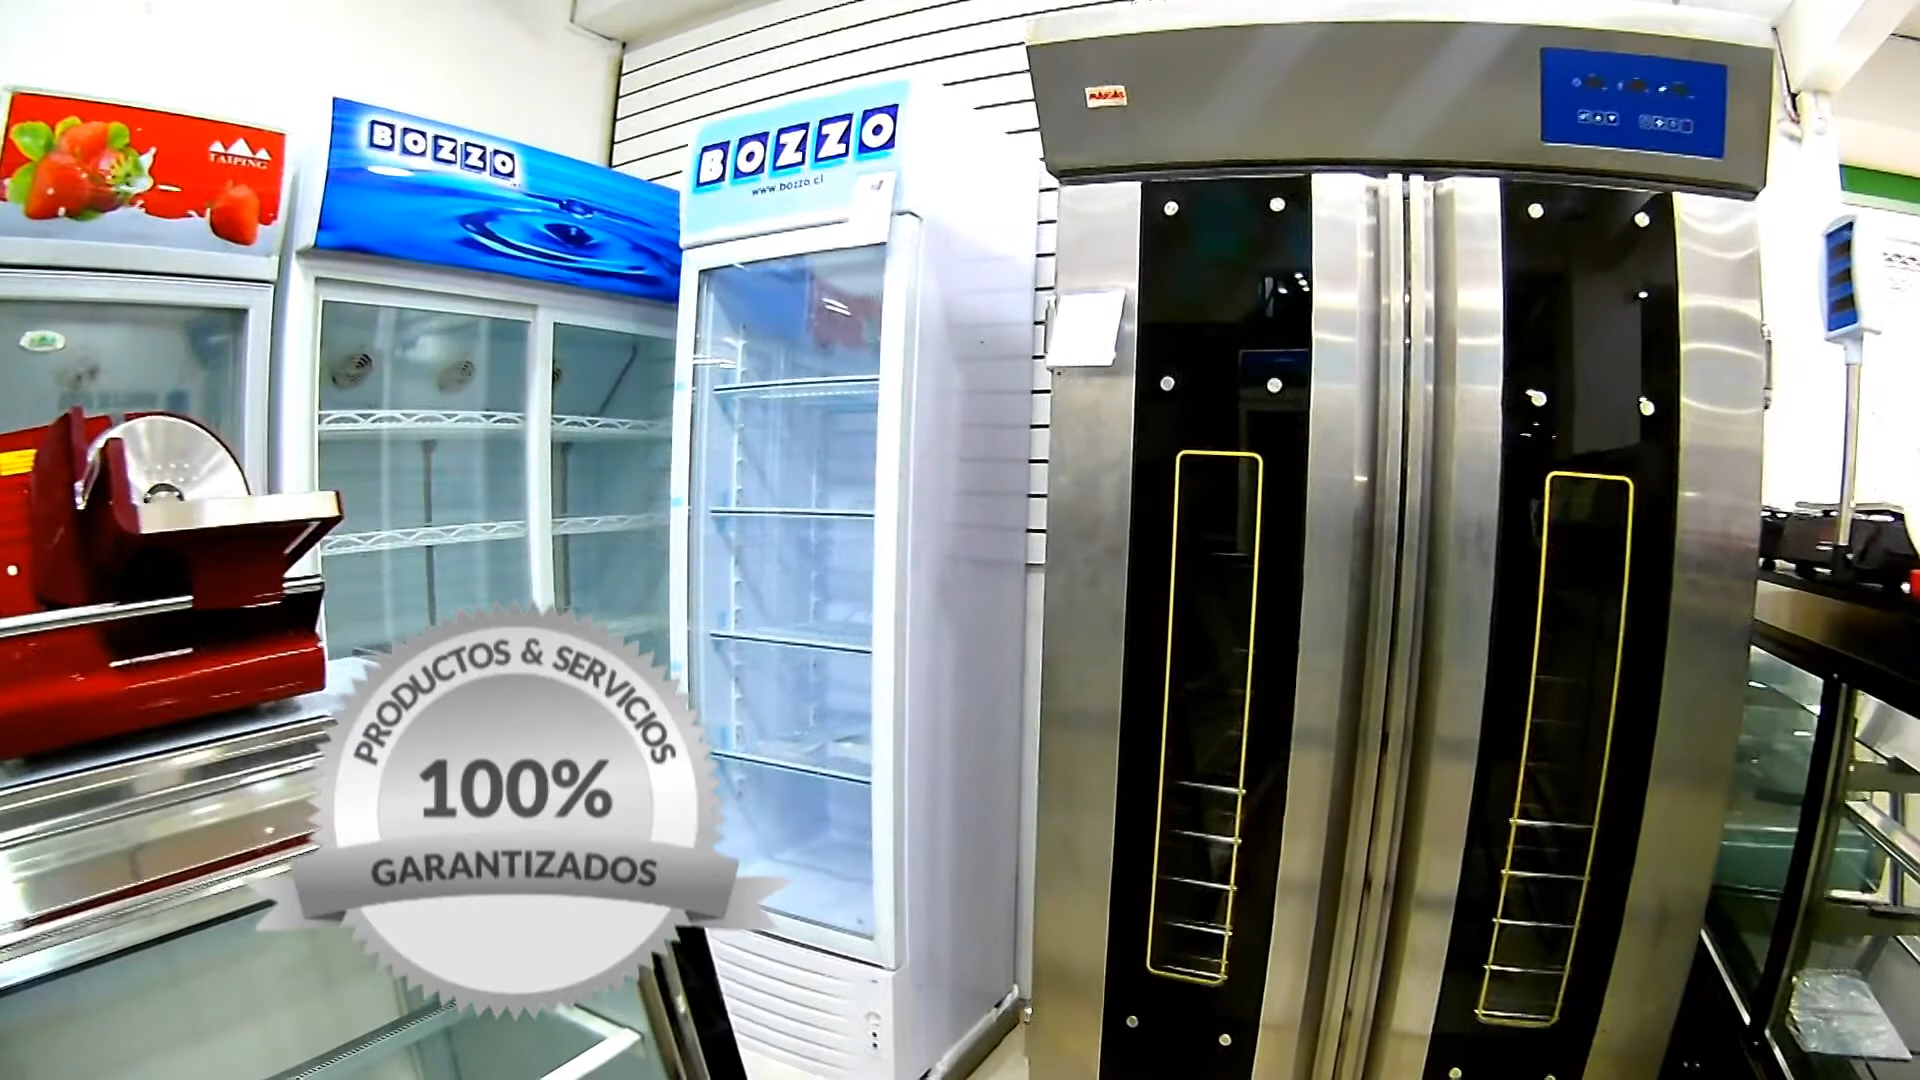 TAIPING
BOZZO
BOZZO
www.bozzo.cl
PRODUCTOS & SERVICIOS
100%
GARANTIZADOS